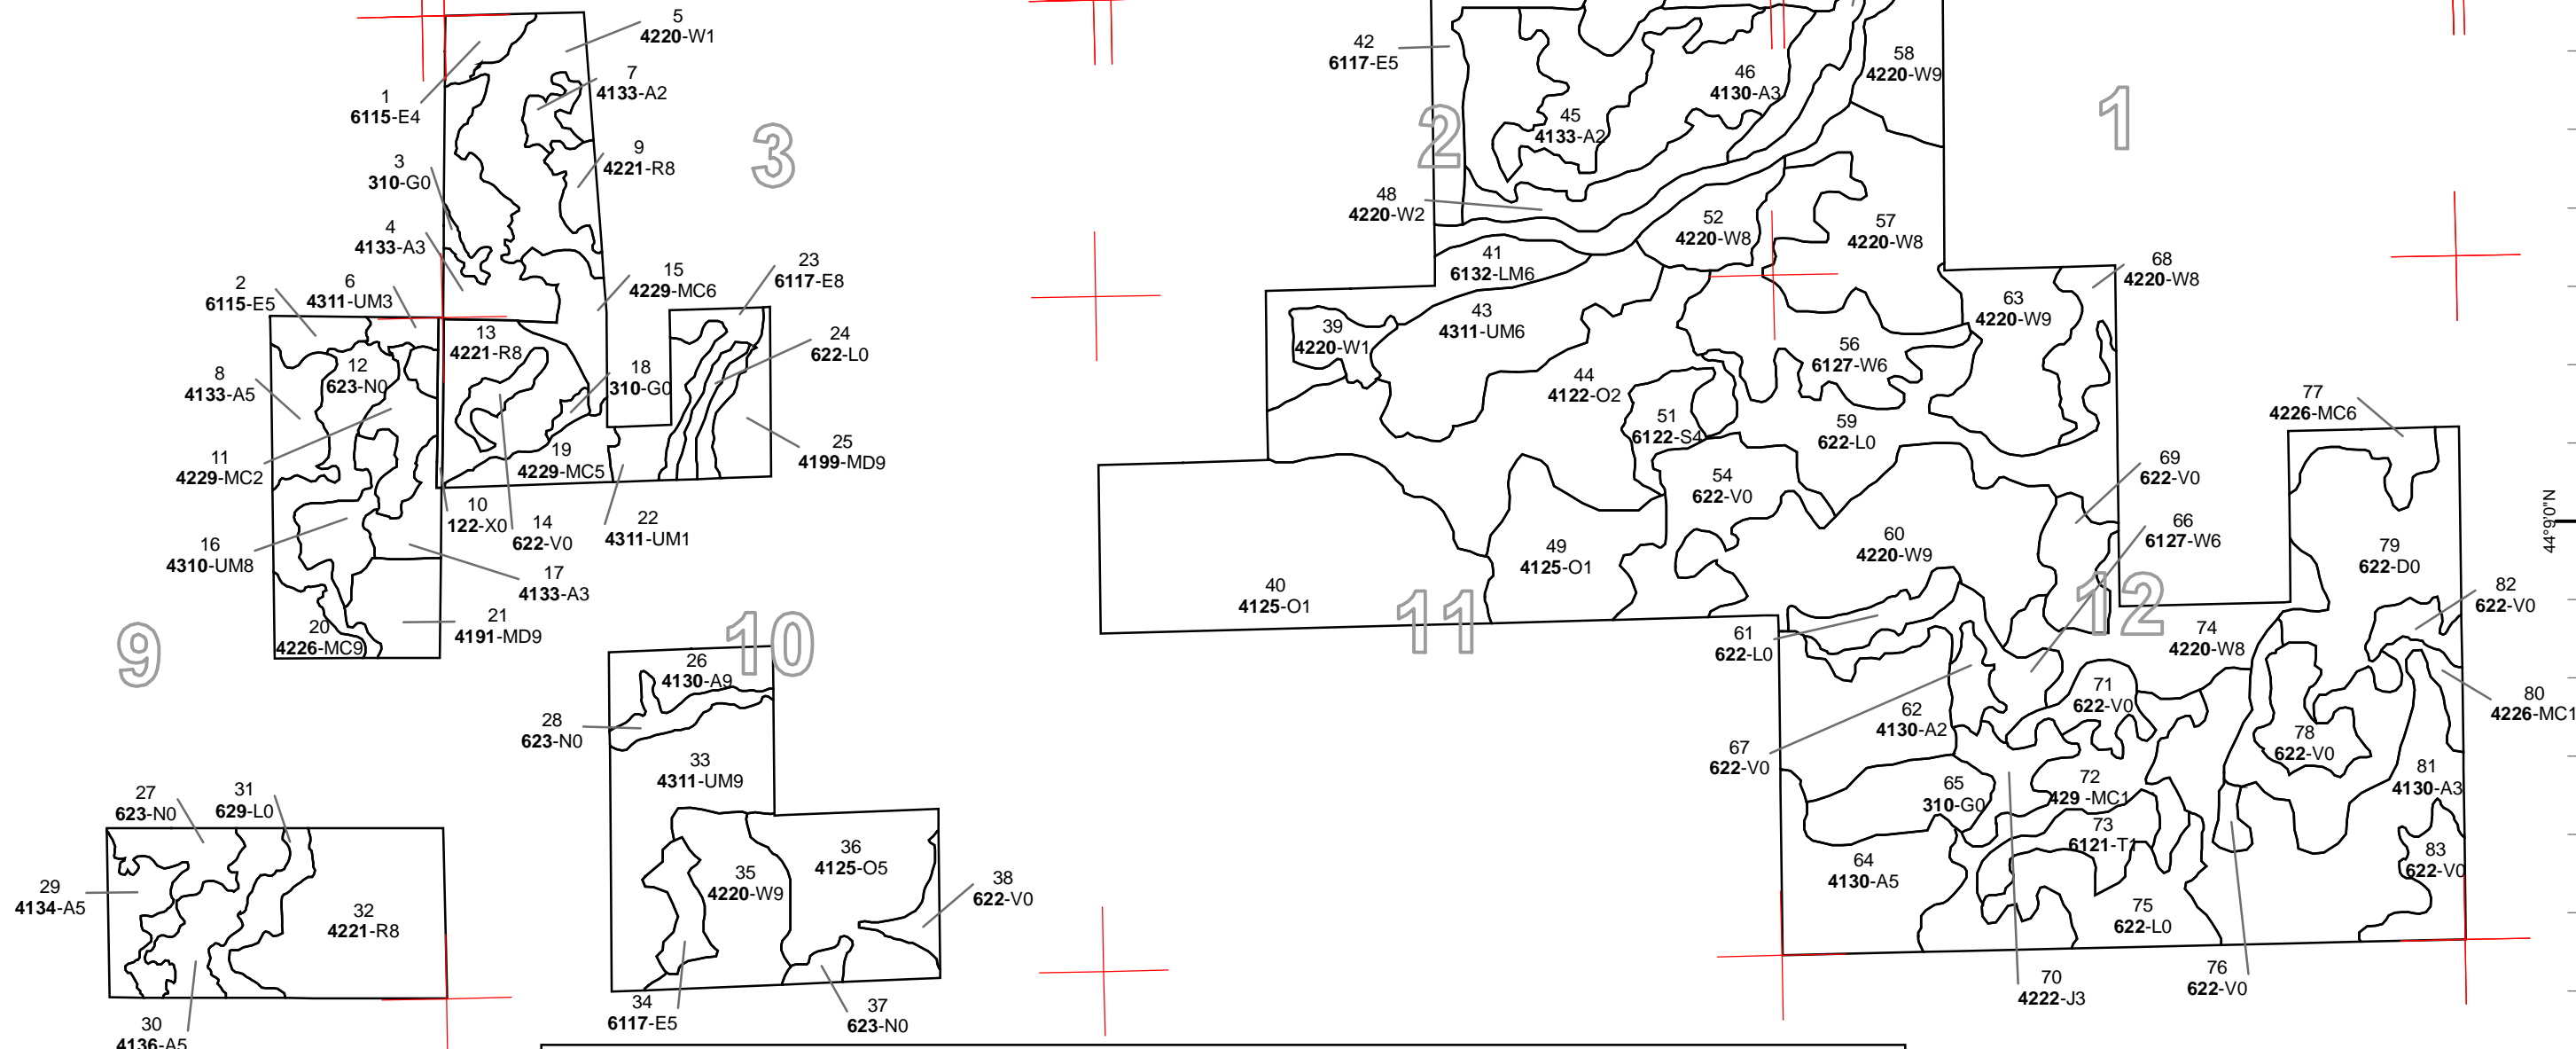 5
4220-W1
7
4133-A2
1
6115-E4
3
310-G0
9
4221-R8
3
4
4133-A3
2
6115-E5
6
4311-UM3
15
4229-MC6
23
6117-E8
13
4221-R8
24
622-L0
8
4133-A5
12
623-N0
18
310-G0
11
4229-MC2
19
4229-MC5
25
4199-MD9
10
122-X0
14
622-V0
22
4311-UM1
16
4310-UM8
17
4133-A3
20
4226-MC9
21
4191-MD9
9
10
26
4130-A9
28
623-N0
33
4311-UM9
27
623-N0
31
629-L0
29
4134-A5
32
4221-R8
30
4136-A5
35
4220-W9
36
4125-O5
38
622-V0
34
6117-E5
37
623-N0
42
6117-E5
2
45
4133-A2
46
4130-A3
58
4220-W9
1
48
4220-W2
52
4220-W8
57
4220-W8
41
6132-LM6
68
4220-W8
39
4220-W1
43
4311-UM6
63
4220-W9
56
6127-W6
44
4122-O2
51
6122-S4
59
622-L0
77
4226-MC6
54
622-V0
69
622-V0
66
6127-W6
49
4125-O1
60
4220-W9
79
622-D0
44°9'0"N
40
4125-O1
11
12
82
622-V0
61
622-L0
74
4220-W8
71
622-V0
62
4130-A2
80
4226-MC1
67
622-V0
78
622-V0
65
310-G0
72
429 -MC1
81
4130-A3
73
6121-T1
64
4130-A5
83
622-V0
75
622-L0
70
4222-J3
76
622-V0